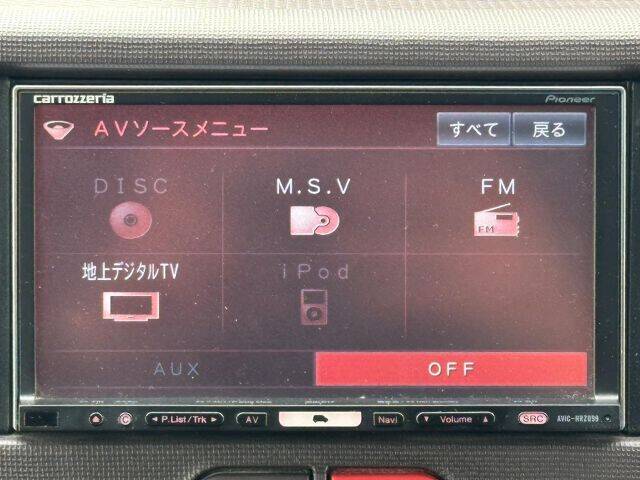 carrozzeria
Pioneer
AVソースメニュー
すべて
戻る
DISC
M.S.V
FM
FM
地上デジタルTV
iPod
AUX
OFF
◀ P.List/Trk ▶
AV
Navi
▼ Volume ▲
SRC
AVIC-HRZ099